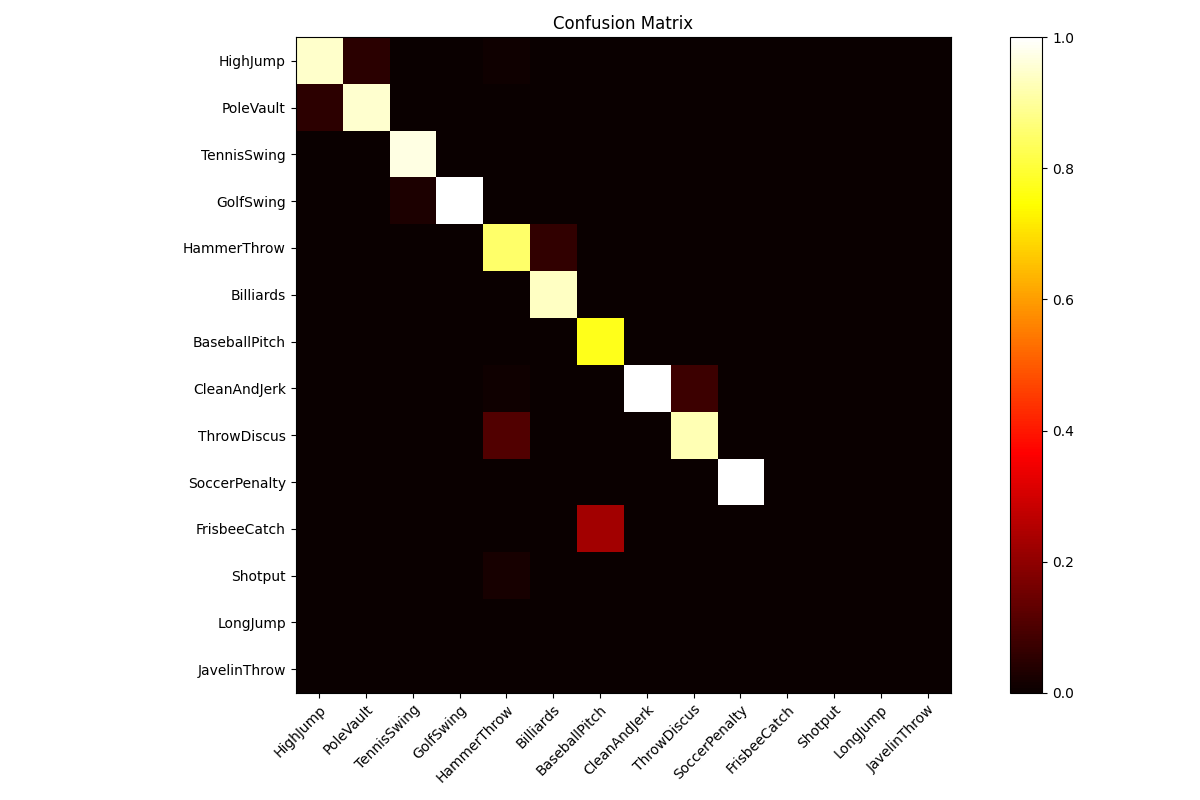 Confusion Matrix
HighJump
PoleVault
TennisSwing
GolfSwing
HammerThrow
Billiards
BaseballPitch
CleanAndJerk
ThrowDiscus
SoccerPenalty
FrisbeeCatch
Shotput
LongJump
JavelinThrow
HighJump
PoleVault
TennisSwing
GolfSwing
HammerThrow
Billiards
BaseballPitch
CleanAndJerk
ThrowDiscus
SoccerPenalty
FrisbeeCatch
Shotput
LongJump
JavelinThrow
1.0
0.8
0.6
0.4
0.2
0.0